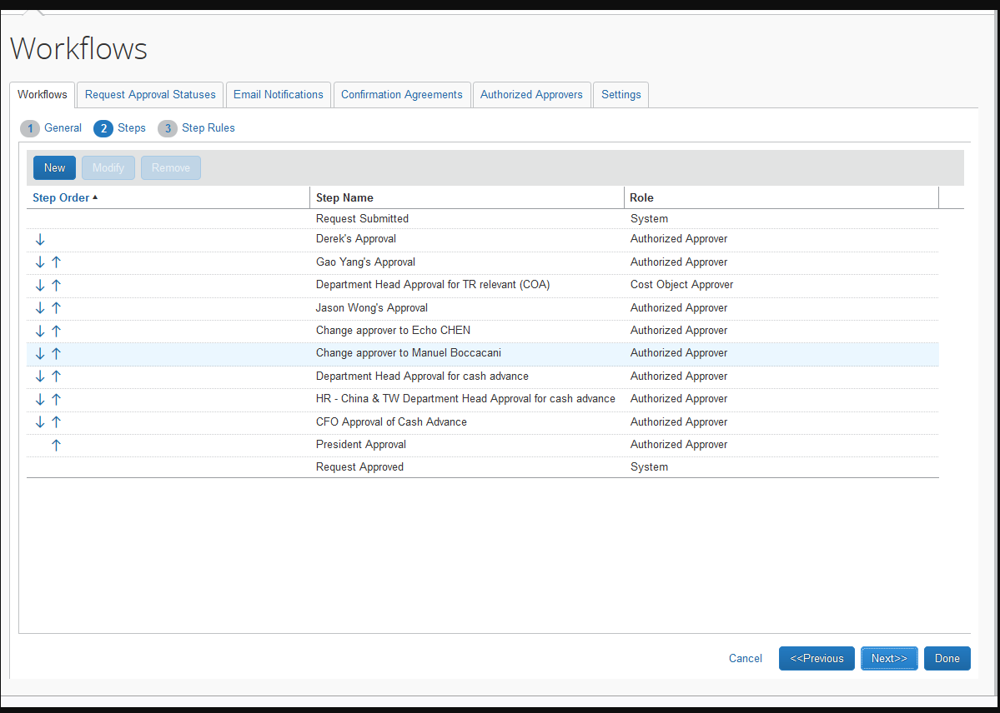 Workflows
Workflows Request Approval Statuses Email Notifications Confirmation Agreements Authorized Approvers Settings
1 General 2 Steps 3 Step Rules
New Modify Remove
Step Order Step Name Role
Request Submitted System
Derek's Approval Authorized Approver
Gao Yang's Approval Authorized Approver
Department Head Approval for TR relevant (COA) Cost Object Approver
Jason Wong's Approval Authorized Approver
Change approver to Echo CHEN Authorized Approver
Change approver to Manuel Boccacani Authorized Approver
Department Head Approval for cash advance Authorized Approver
HR - China & TW Department Head Approval for cash advance Authorized Approver
CFO Approval of Cash Advance Authorized Approver
President Approval Authorized Approver
Request Approved System
Cancel <<Previous Next>> Done